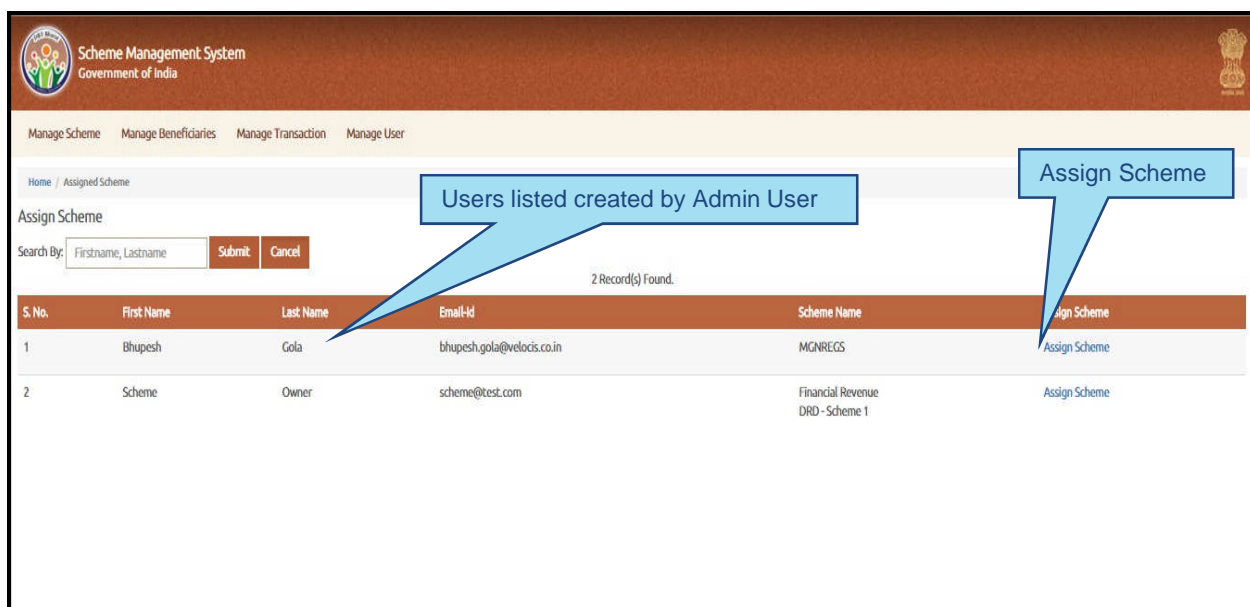 Scheme Management System
Government of India
Manage Scheme Manage Beneficiaries Manage Transaction Manage User
Home / Assigned Scheme
Users listed created by Admin User
Assign Scheme
Assign Scheme
Search By: Firstname, Lastname Submit Cancel
2 Record(s) Found.
S. No. First Name Last Name Email-Id Scheme Name sign Scheme
1 Bhupesh Gola bhupesh.gola@velocis.co.in MGNREGS Assign Scheme
2 Scheme Owner scheme@test.com Financial Revenue Assign Scheme
DRD - Scheme 1